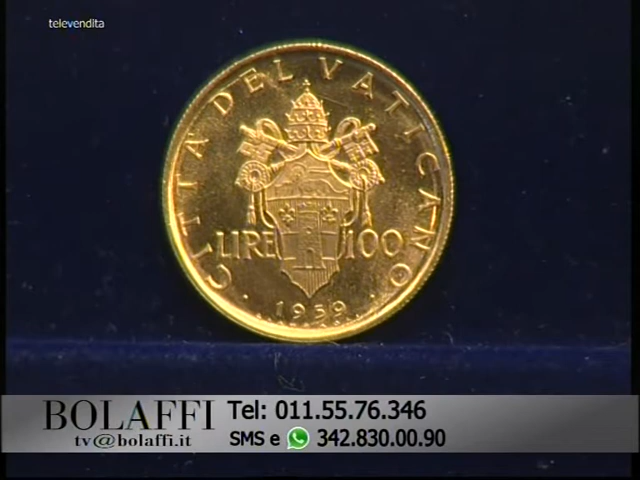 televendita
CITTÀ DEL VATICANO
LIRE 100
1959
BOLAFFI
tv@bolaffi.it
Tel: 011.55.76.346
SMS e 342.830.00.90